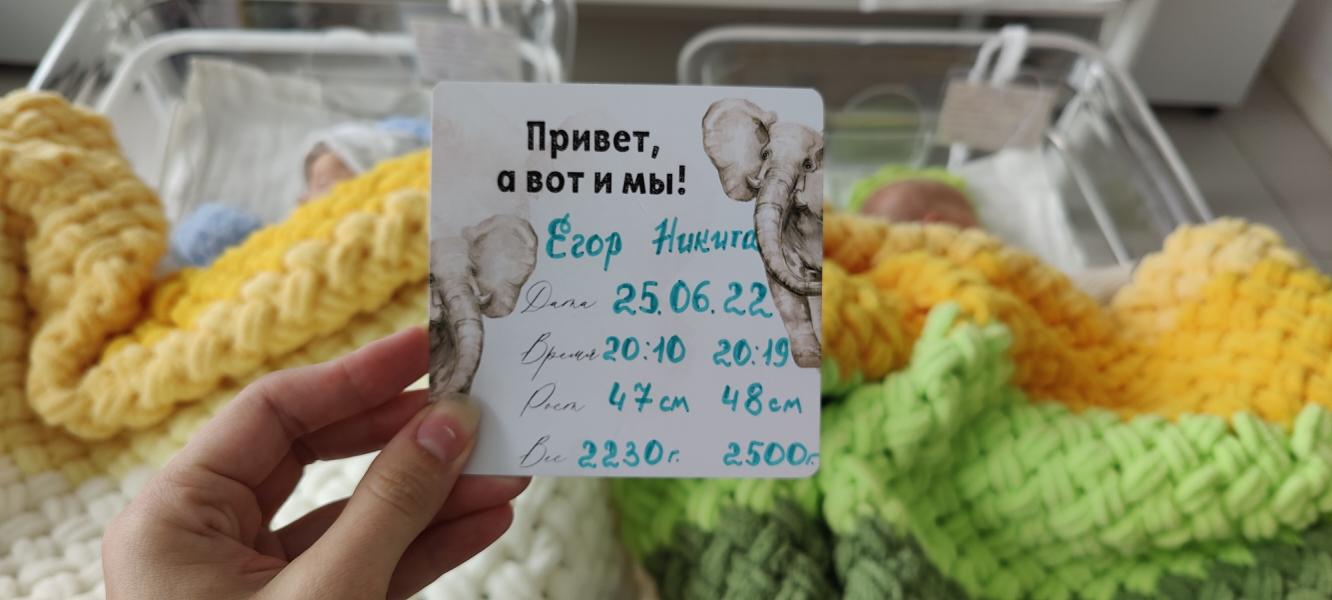 Привет,
а вот и мы!
Егор Никита
Дата 25.06.22
Время 20:10 20:19
Рост 47см 48см
Вес 2230г. 2500г.